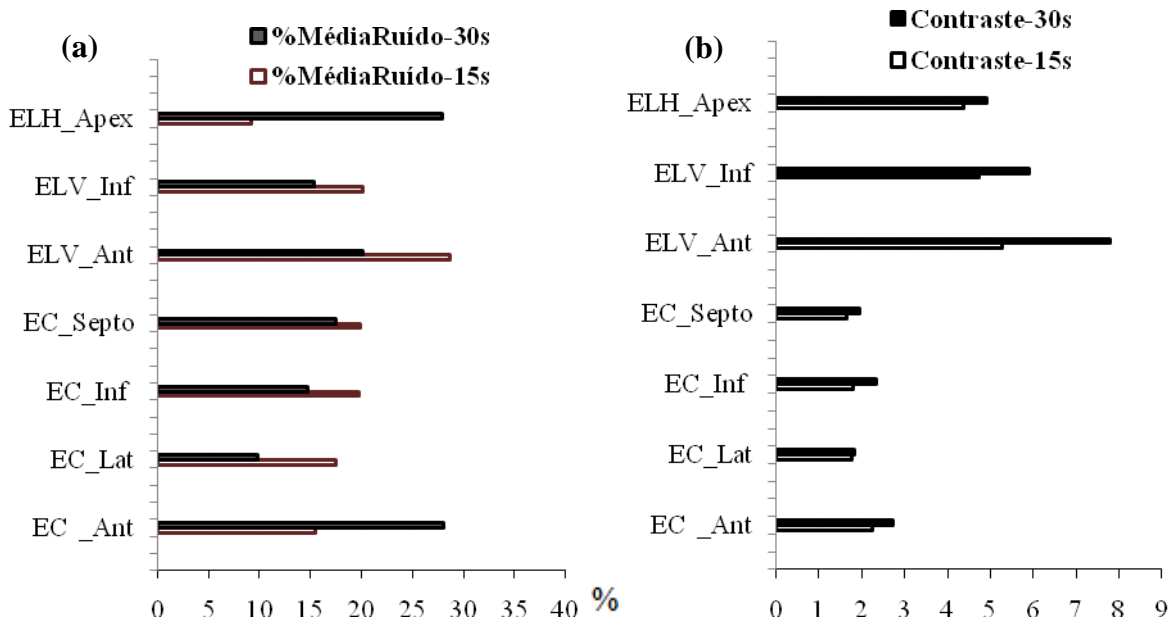 (a)
%MédiaRuído-30s
%MédiaRuído-15s
ELH_Apex
ELV_Inf
ELV_Ant
EC_Septo
EC_Inf
EC_Lat
EC _Ant
0 5 10 15 20 25 30 35 40 %
(b)
Contraste-30s
Contraste-15s
ELH_Apex
ELV_Inf
ELV_Ant
EC_Septo
EC_Inf
EC_Lat
EC _Ant
0 1 2 3 4 5 6 7 8 9